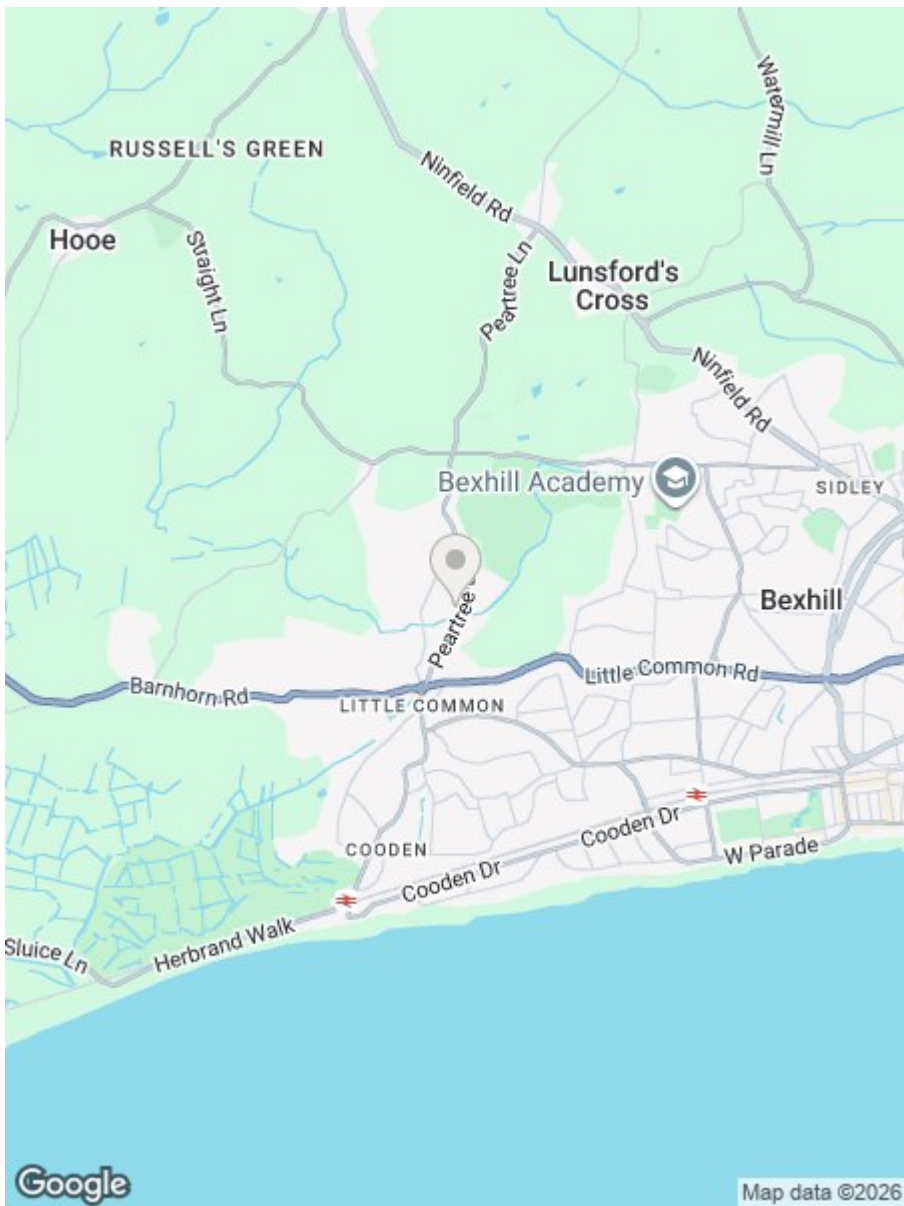 Watermill Ln
RUSSELL'S GREEN
Ninfield Rd
Hooe
Straight Ln
Peartree Ln
Lunsford's
Cross
Ninfield Rd
Bexhill Academy
SIDLEY
Peartree
Bexhill
Barnhorn Rd
Little Common Rd
LITTLE COMMON
COODEN
Cooden Dr
Cooden Dr
W Parade
Herbrand Walk
Sluice Ln
Google
Map data ©2026